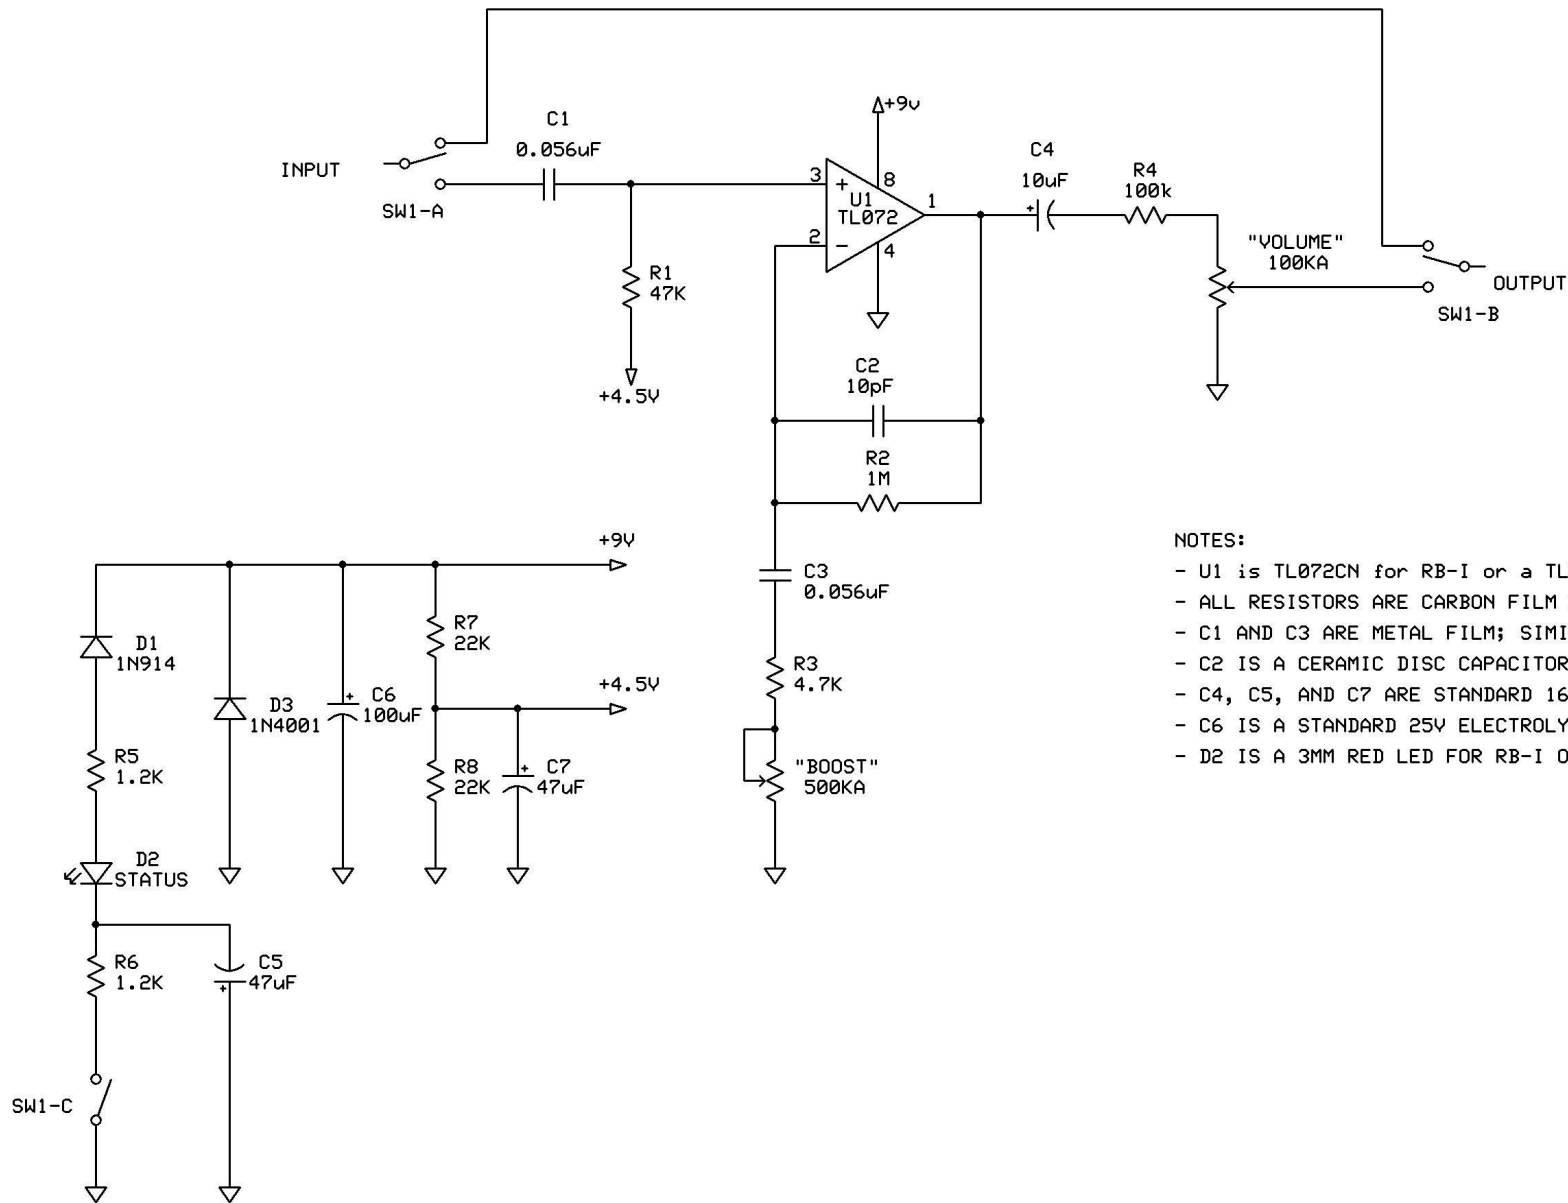 C1
0.056uF
INPUT
SW1-A
+9v
3
+
8
U1
TL072
1
2
-
4
C4
10uF
R4
100k
"VOLUME"
100KA
OUTPUT
SW1-B
R1
47K
+4.5V
C2
10pF
R2
1M
C3
0.056uF
R3
4.7K
"BOOST"
500KA
+9V
R7
22K
+4.5V
D1
1N914
D3
1N4001
+
C6
100uF
R5
1.2K
R8
22K
+
C7
47uF
D2
STATUS
R6
1.2K
C5
47uF
+
SW1-C
NOTES:
- U1 is TL072CN for RB-I or a TL
- ALL RESISTORS ARE CARBON FILM
- C1 AND C3 ARE METAL FILM; SIMI
- C2 IS A CERAMIC DISC CAPACITOR
- C4, C5, AND C7 ARE STANDARD 16
- C6 IS A STANDARD 25V ELECTROLY
- D2 IS A 3MM RED LED FOR RB-I O